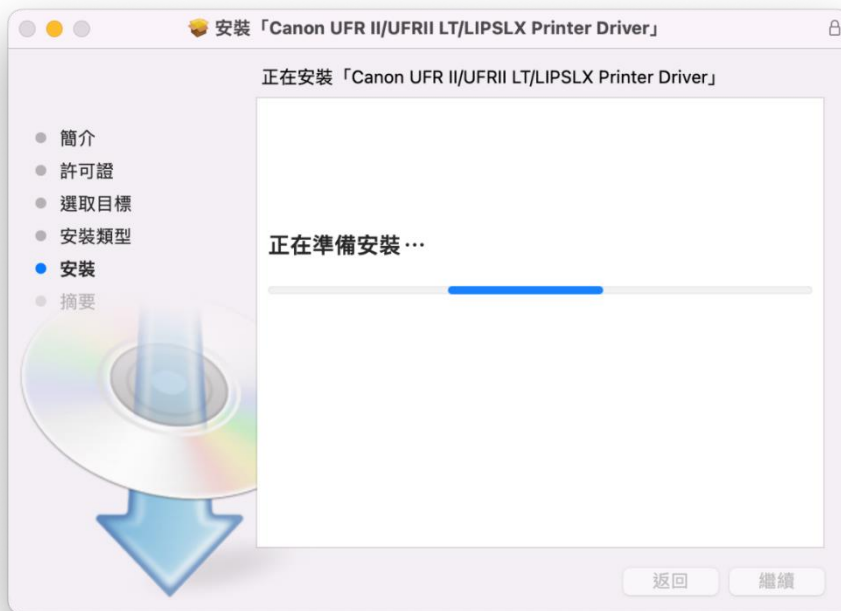 安裝「Canon UFR II/UFRII LT/LIPSLX Printer Driver」
正在安裝「Canon UFR II/UFRII LT/LIPSLX Printer Driver」
簡介
許可證
選取目標
安裝類型
安裝
摘要
正在準備安裝⋯
返回
繼續